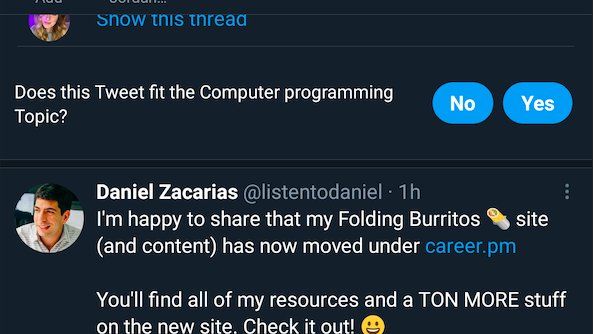 Show this thread
Does this Tweet fit the Computer programming
Topic?
No
Yes
Daniel Zacarias @listentodaniel · 1h
I'm happy to share that my Folding Burritos 🌯 site
(and content) has now moved under career.pm
You'll find all of my resources and a TON MORE stuff
on the new site. Check it out! 😀